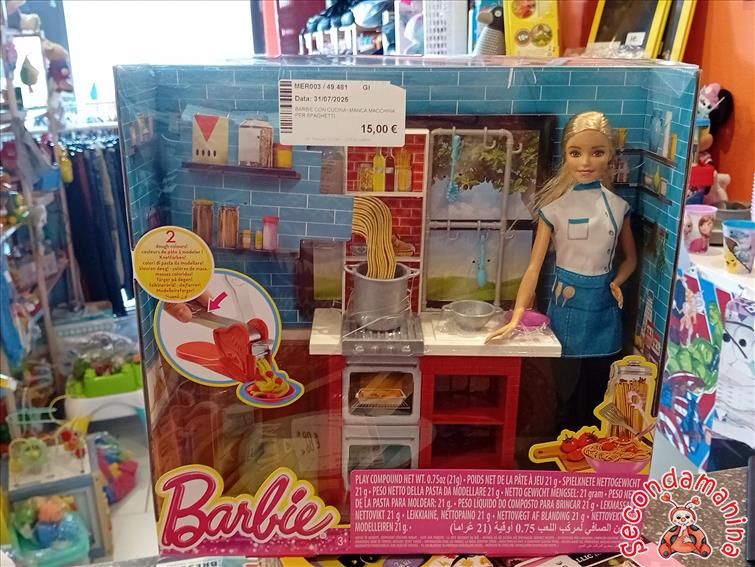 MER003 / 49.481 GI
Data: 31/07/2025
BARBIE CON CUCINA- MANCA MACCHINA
PER SPAGHETTI
15,00 €
2
dough colours!
couleurs de pâte à modeler !
Knetfarben!
colori di pasta da modellare!
kleuren deeg! -
Barbie
3+
PLAY COMPOUND NET WT. 0.75oz (21g) • POIDS NET DE LA PÂTE À JEU 21 g • SPIELKNETE NETTOGEWICHT
21 g • PESO NETTO DELLA PASTA DA MODELLARE 21 g • NETTO GEWICHT MENGSEL: 21 gram • PESO NETO
DE LA PASTA PARA MOLDEAR: 21 g • PESO LÍQUIDO DO COMPOSTO PARA BRINCAR 21 g • LEKMASSA
NETTOVIKT 21 g • LEIKKIAINE, NETTOPAINO 21 g • NETTOVEGT AF BLANDING 21 g • NETTOVEKT
MODELLEIREN 21 g.
secondamanina